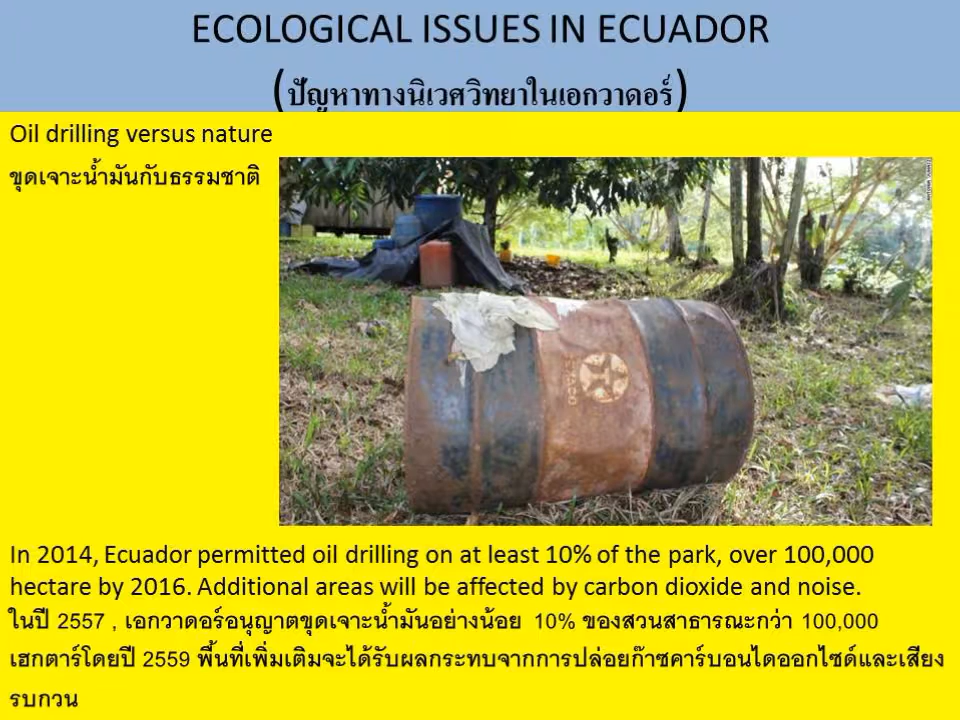 ECOLOGICAL ISSUES IN ECUADOR
(ปัญหาทางนิเวศวิทยาในเอกวาดอร์)
Oil drilling versus nature
ขุดเจาะน้ำมันกับธรรมชาติ
In 2014, Ecuador permitted oil drilling on at least 10% of the park, over 100,000
hectare by 2016. Additional areas will be affected by carbon dioxide and noise.
ในปี 2557 , เอกวาดอร์อนุญาตขุดเจาะน้ำมันอย่างน้อย 10% ของสวนสาธารณะกว่า 100,000
เฮกตาร์โดยปี 2559 พื้นที่เพิ่มเติมจะได้รับผลกระทบจากการปล่อยก๊าซคาร์บอนไดออกไซด์และเสียง
รบกวน